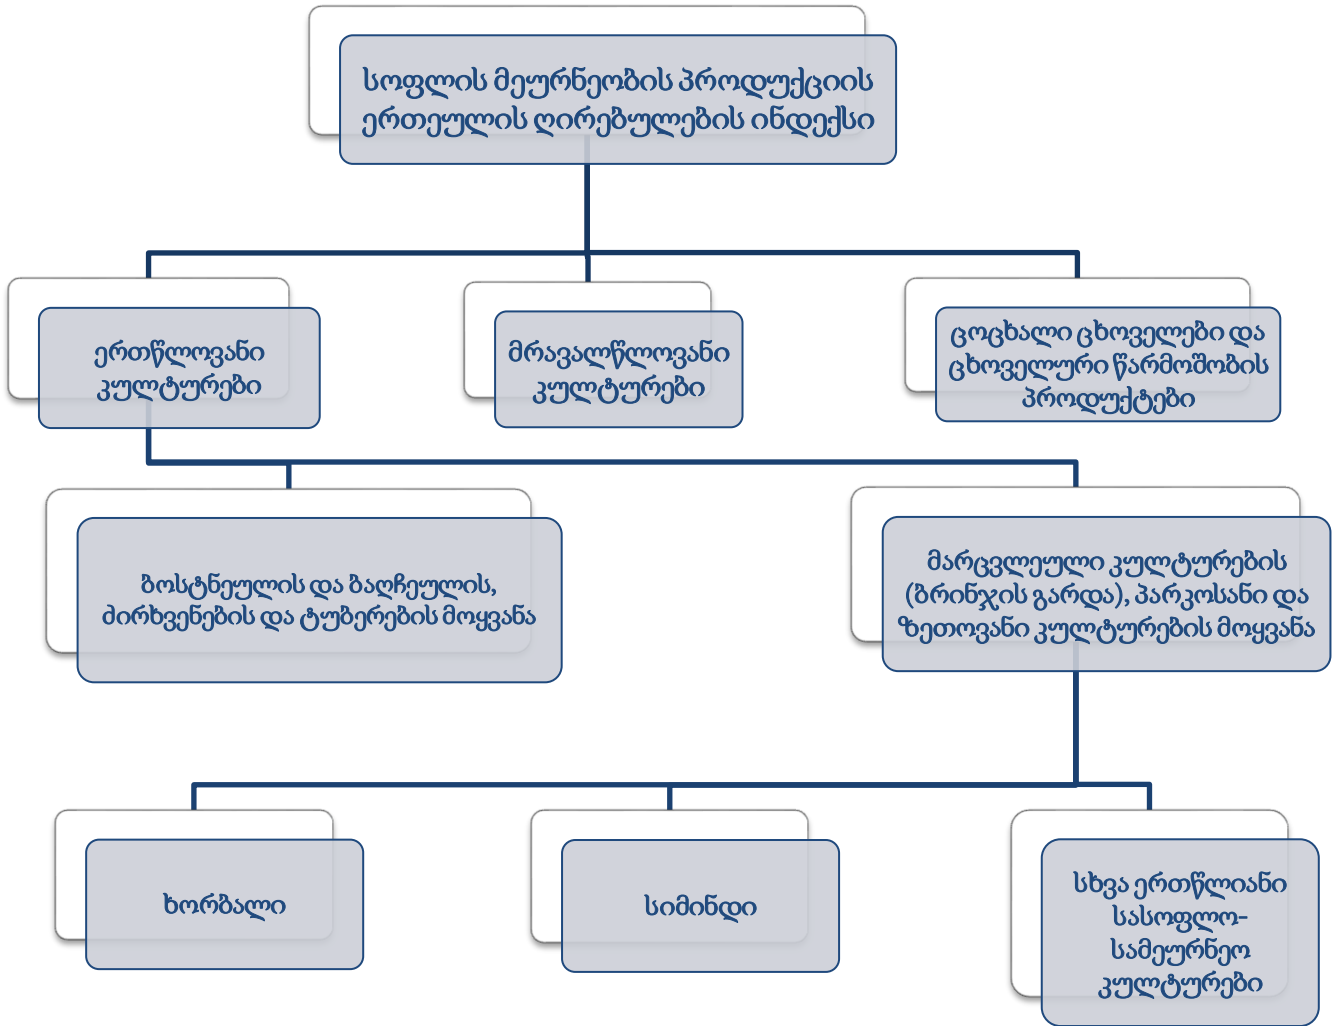 სოფლის მეურნეობის პროდუქციის
ერთეულის ღირებულების ინდექსი
ერთწლოვანი
კულტურები
მრავალწლოვანი
კულტურები
ცოცხალი ცხოველები და
ცხოველური წარმოშობის
პროდუქტები
ბოსტნეულის და ბაღჩეულის,
ძირხვენების და ტუბერების მოყვანა
მარცვლეული კულტურების
(ბრინჯის გარდა), პარკოსანი და
ზეთოვანი კულტურების მოყვანა
ხორბალი
სიმინდი
სხვა ერთწლიანი
სასოფლო-
სამეურნეო
კულტურები